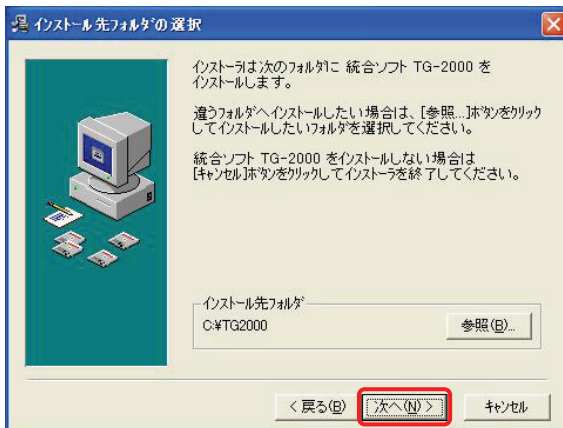 インストール先フォルダの選択
インストーラは次のフォルダに 統合ソフト TG-2000 を
インストールします。
違うフォルダへインストールしたい場合は、[参照...]ボタンをクリック
してインストールしたいフォルダを選択してください。
統合ソフト TG-2000 をインストールしない場合は
[キャンセル]ボタンをクリックしてインストーラを終了してください。
インストール先フォルダ
C:¥TG2000
参照(B)...
< 戻る(B)
次へ(N) >
キャンセル